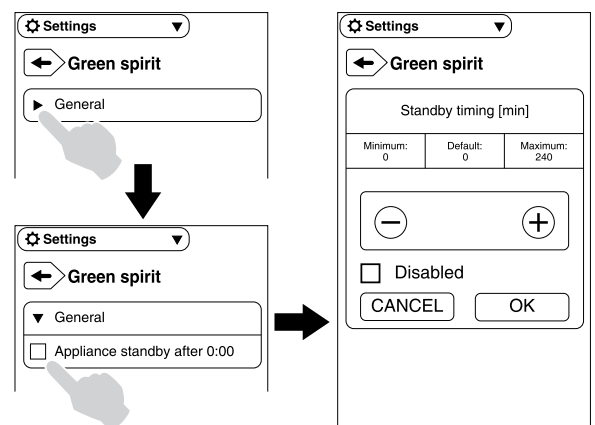 Settings
Green spirit
General
Settings
Green spirit
General
Appliance standby after 0:00
Settings
Green spirit
Standby timing [min]
Minimum: Default: Maximum:
0 0 240
Disabled
CANCEL OK